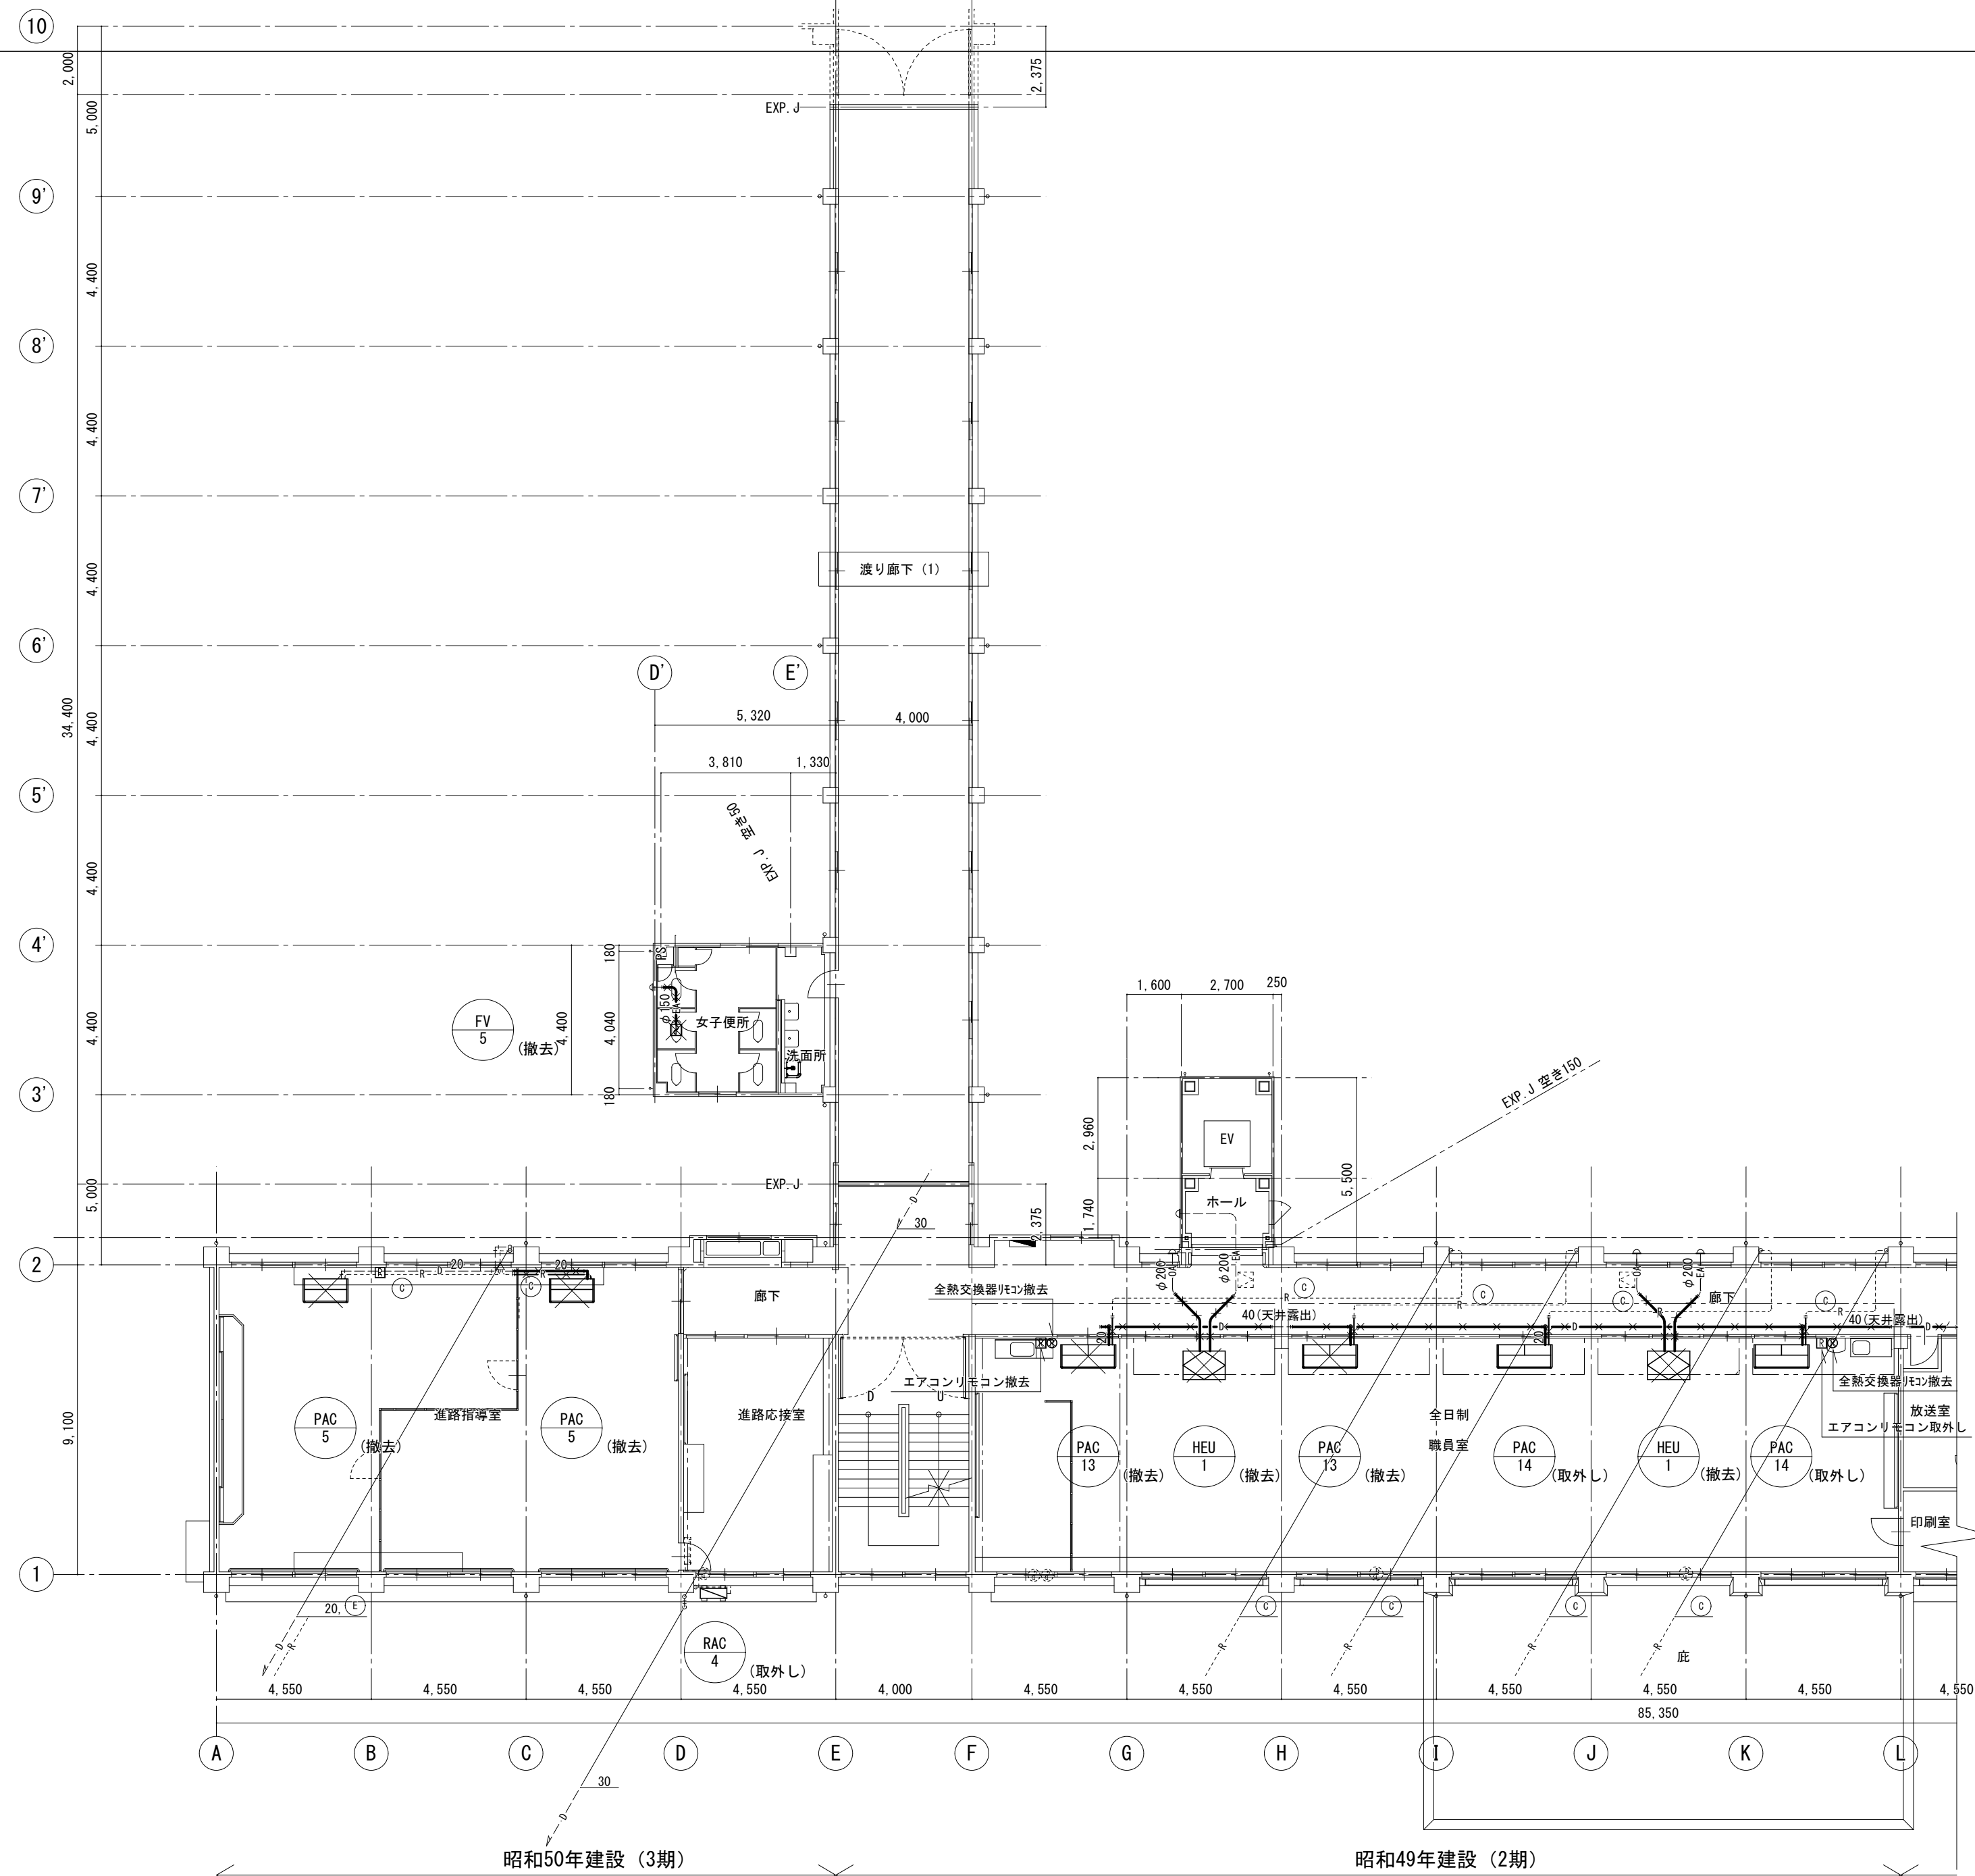 10
2,000
2,375
5,000
EXP.J
9'
4,400
8'
4,400
7'
4,400
渡り廊下（1）
6'
D'
E'
34,400
4,400
5,320
4,000
3,810
1,330
5'
EXP.J 空き50
4,400
4'
180
PS
1,600
2,700
250
FV
5
(撤去)
4,400
4,400
4,040
φ150
EA
女子便所
洗面所
EXP.J 空き150
3'
180
2,960
EV
5,500
5,000
EXP.J
D
30
2,375
1,740
ホール
2
R
D
20
C
R
20
C
廊下
全熱交換器ﾘﾓｺﾝ撤去
φ200
OA
φ200
EA
C
R
40(天井露出)
20
D
R
C
20
D
OA
φ200
EA
C
R
廊下
C
R
40(天井露出)
D
R
R
エアコンリモコン撤去
全熱交換器ﾘﾓｺﾝ撤去
エアコンリモコン取外し
9,100
PAC
5
(撤去)
進路指導室
PAC
5
(撤去)
進路応接室
D
U
PAC
13
(撤去)
HEU
1
(撤去)
PAC
13
(撤去)
全日制
職員室
PAC
14
(取外し)
HEU
1
(撤去)
PAC
14
(取外し)
放送室
印刷室
1
20,
E
D
R
RAC
4
(取外し)
R
C
R
C
R
C
R
C
庇
4,550
4,550
4,550
4,550
4,000
4,550
4,550
4,550
4,550
4,550
4,550
4,550
85,350
A
B
C
D
E
F
G
H
I
J
K
L
30
D
昭和50年建設（3期）
昭和49年建設（2期）